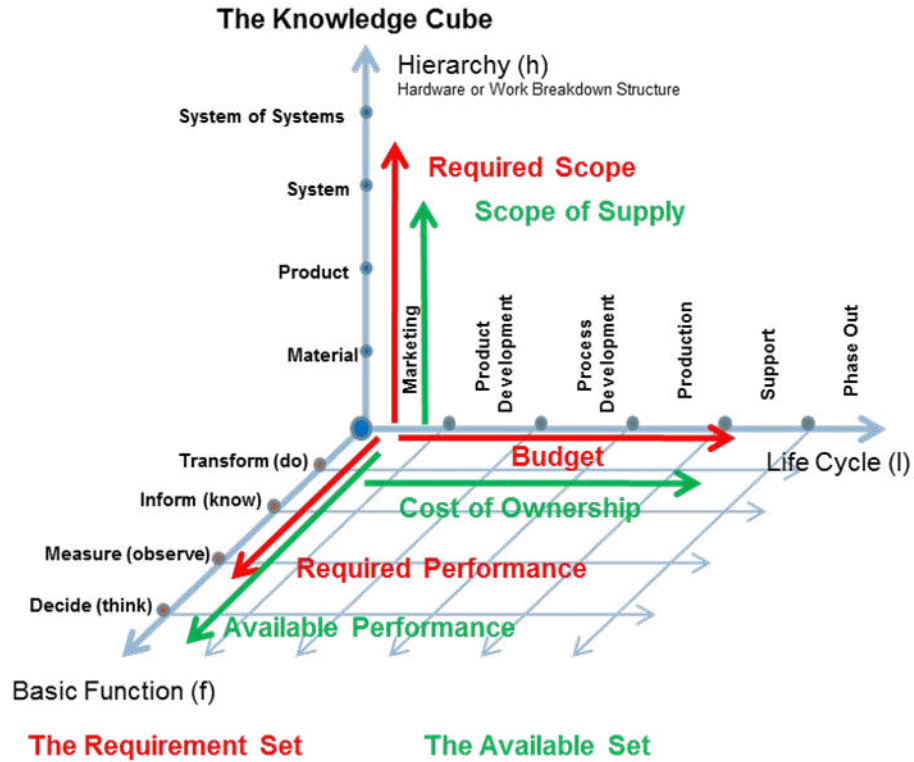 The Knowledge Cube
Hierarchy (h)
Hardware or Work Breakdown Structure
System of Systems
Required Scope
System
Scope of Supply
Product
Material
Marketing
Product
Development
Process
Development
Production
Support
Phase Out
Transform (do)
Budget
Life Cycle (l)
Inform (know)
Cost of Ownership
Measure (observe)
Required Performance
Decide (think)
Available Performance
Basic Function (f)
The Requirement Set
The Available Set